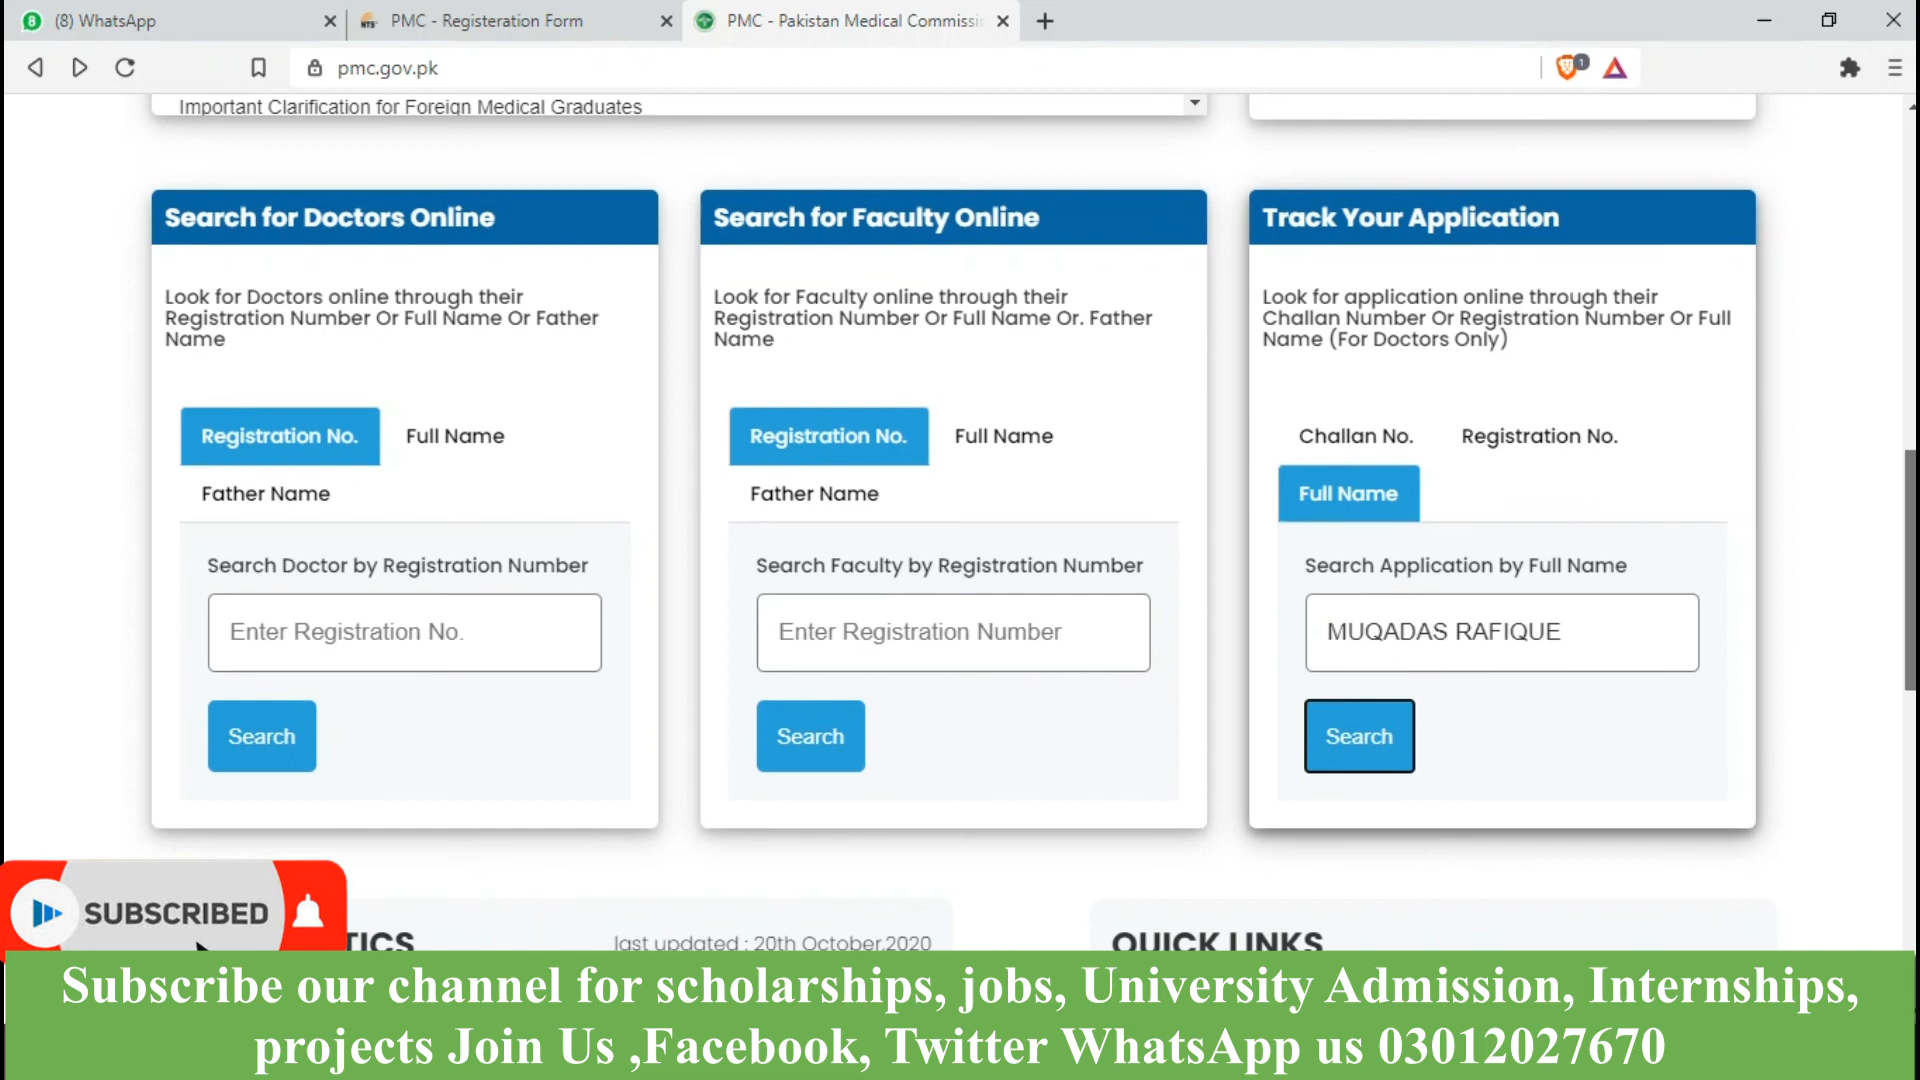 (8) WhatsApp
PMC - Registeration Form
PMC - Pakistan Medical Commissi
pmc.gov.pk
Important Clarification for Foreign Medical Graduates
Search for Doctors Online
Look for Doctors online through their
Registration Number Or Full Name Or Father
Name
Registration No.
Full Name
Father Name
Search Doctor by Registration Number
Enter Registration No.
Search
Search for Faculty Online
Look for Faculty online through their
Registration Number Or Full Name Or. Father
Name
Registration No.
Full Name
Father Name
Search Faculty by Registration Number
Enter Registration Number
Search
Track Your Application
Look for application online through their
Challan Number Or Registration Number Or Full
Name (For Doctors Only)
Challan No.
Registration No.
Full Name
Search Application by Full Name
MUQADAS RAFIQUE
Search
SUBSCRIBED
TICS
last updated : 20th October,2020
QUICK LINKS
Subscribe our channel for scholarships, jobs, University Admission, Internships,
projects Join Us ,Facebook, Twitter WhatsApp us 03012027670